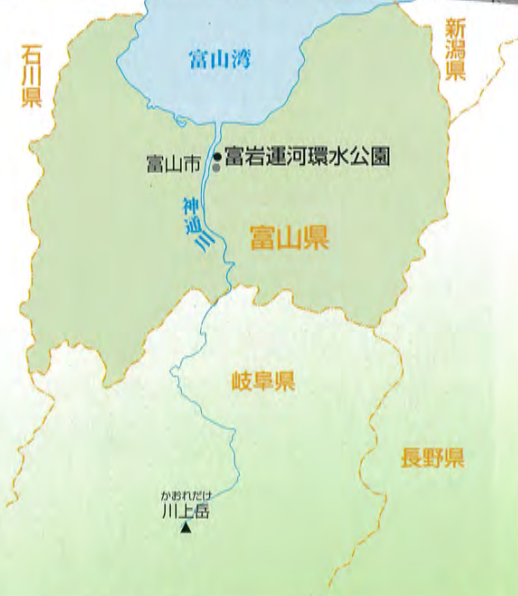 石川県
富山湾
新潟県
富山市
富岩運河環水公園
神通川
富山県
岐阜県
長野県
かおれだけ
川上岳